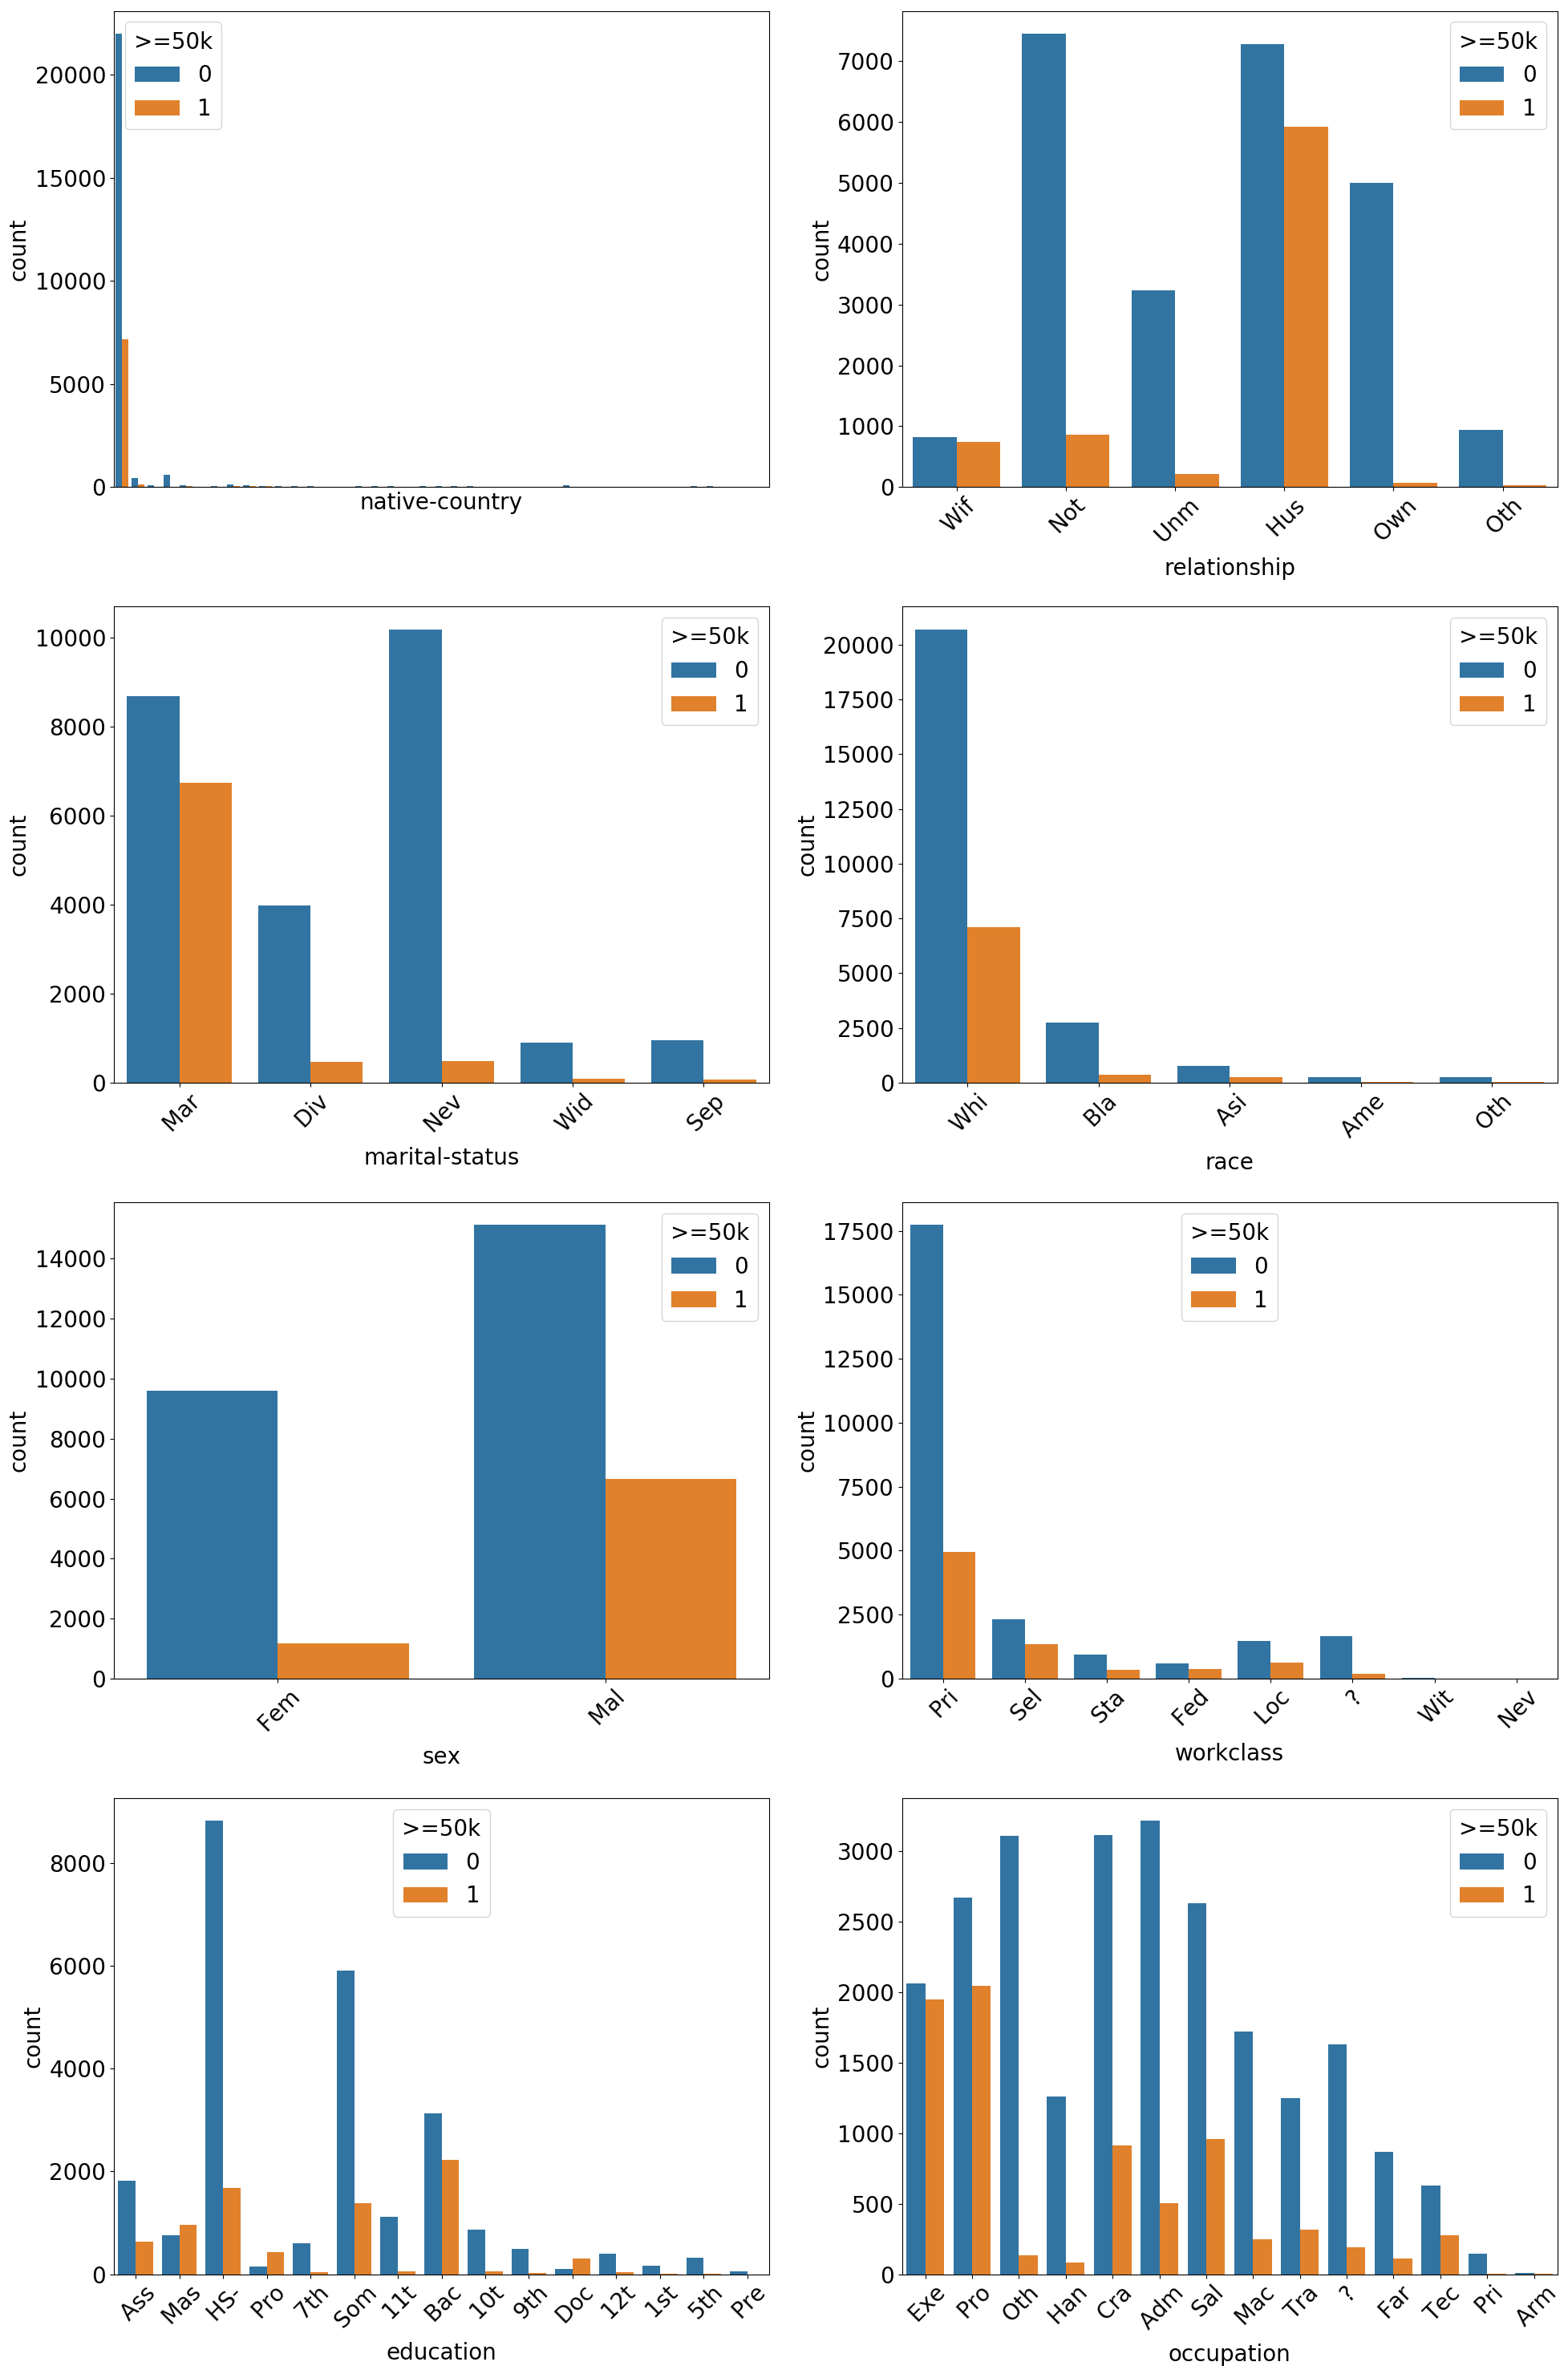 >=50k
0
1
20000
15000
10000
5000
0
count
native-country
>=50k
0
1
7000
6000
5000
4000
3000
2000
1000
0
count
Wif Not Unm Hus Own Oth
relationship
>=50k
0
1
10000
8000
6000
4000
2000
0
count
Mar Div Nev Wid Sep
marital-status
>=50k
0
1
20000
17500
15000
12500
10000
7500
5000
2500
0
count
Whi Bla Asi Ame Oth
race
>=50k
0
1
14000
12000
10000
8000
6000
4000
2000
0
count
Fem Mal
sex
>=50k
0
1
17500
15000
12500
10000
7500
5000
2500
0
count
Pri Sel Sta Fed Loc ? Wit Nev
workclass
>=50k
0
1
8000
6000
4000
2000
0
count
Ass Mas HS- Pro 7th Som 11t Bac 10t 9th Doc 12t 1st 5th Pre
education
>=50k
0
1
3000
2500
2000
1500
1000
500
0
count
Exe Pro Oth Han Cra Adm Sal Mac Tra ? Far Tec Pri Arm
occupation